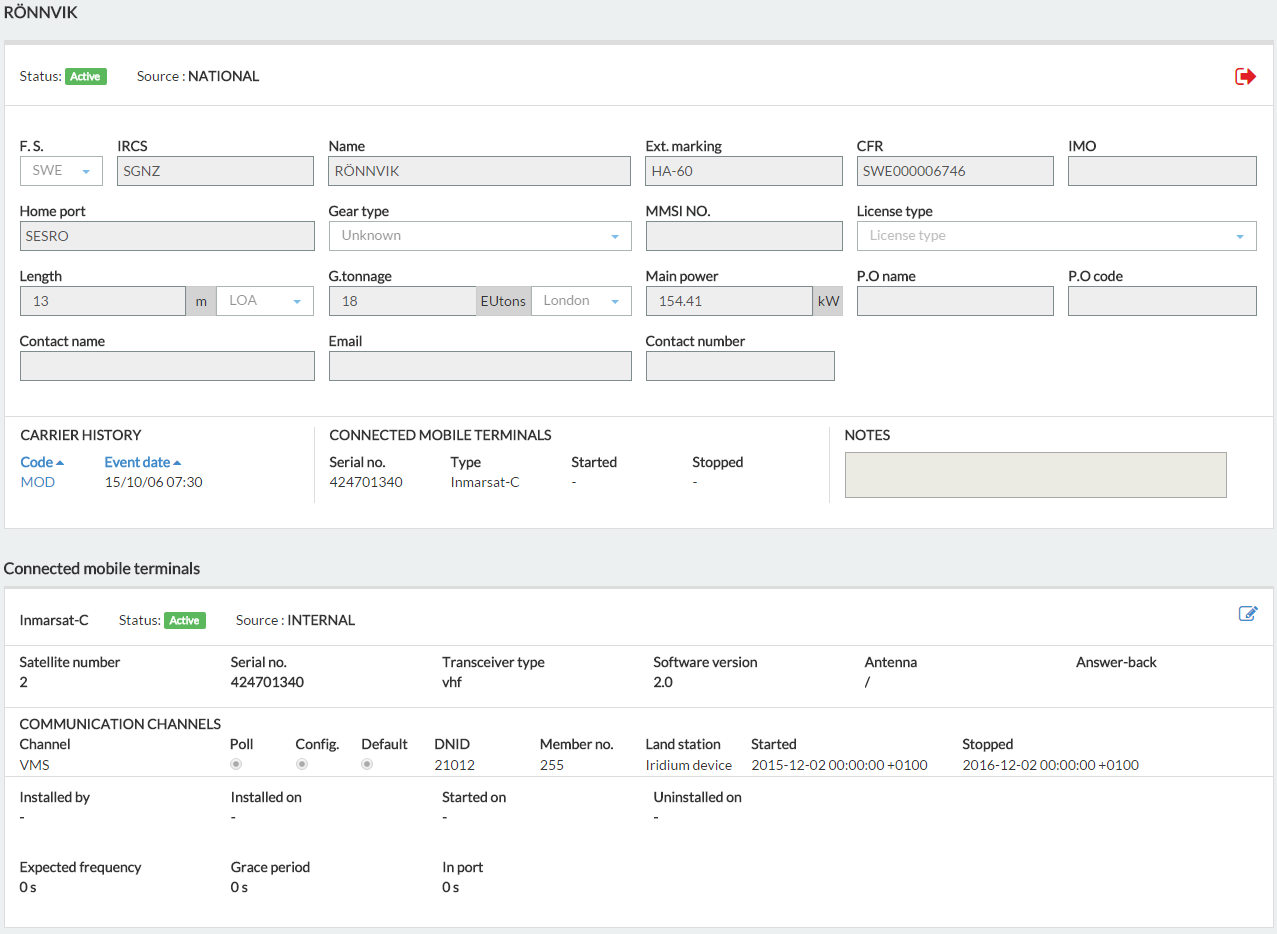 RÖNNVIK
Status: Active Source : NATIONAL
F. S. IRCS Name Ext. marking CFR IMO
SWE SGNZ RÖNNVIK HA-60 SWE000006746
Home port Gear type MMSI NO. License type
SESRO Unknown License type
Length G.tonnage Main power P.O name P.O code
13 m LOA 18 EUtons London 154.41 kW
Contact name Email Contact number
CARRIER HISTORY CONNECTED MOBILE TERMINALS NOTES
Code Event date Serial no. Type Started Stopped
MOD 15/10/06 07:30 424701340 Inmarsat-C - -
Connected mobile terminals
Inmarsat-C Status: Active Source : INTERNAL
Satellite number Serial no. Transceiver type Software version Antenna Answer-back
2 424701340 vhf 2.0 /
COMMUNICATION CHANNELS
Channel Poll Config. Default DNID Member no. Land station Started Stopped
VMS 21012 255 Iridium device 2015-12-02 00:00:00 +0100 2016-12-02 00:00:00 +0100
Installed by Installed on Started on Uninstalled on
- - - -
Expected frequency Grace period In port
0 s 0 s 0 s